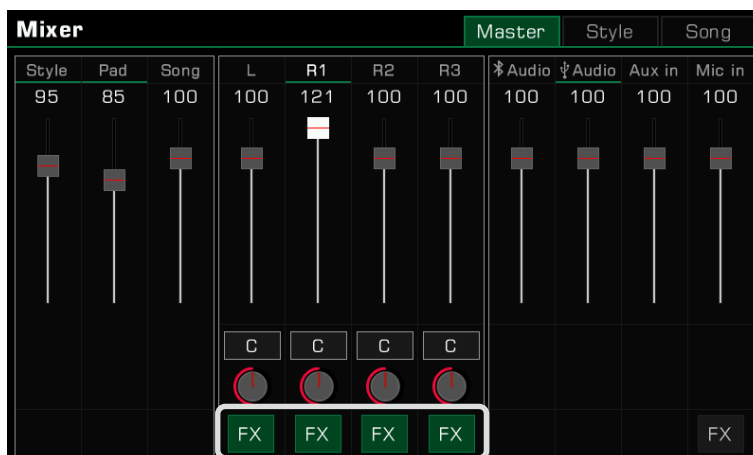 Mixer Master Style Song
Style Pad Song L R1 R2 R3 Audio Audio Aux in Mic in
95 85 100 100 121 100 100 100 100 100 100
C C C C
FX FX FX FX FX